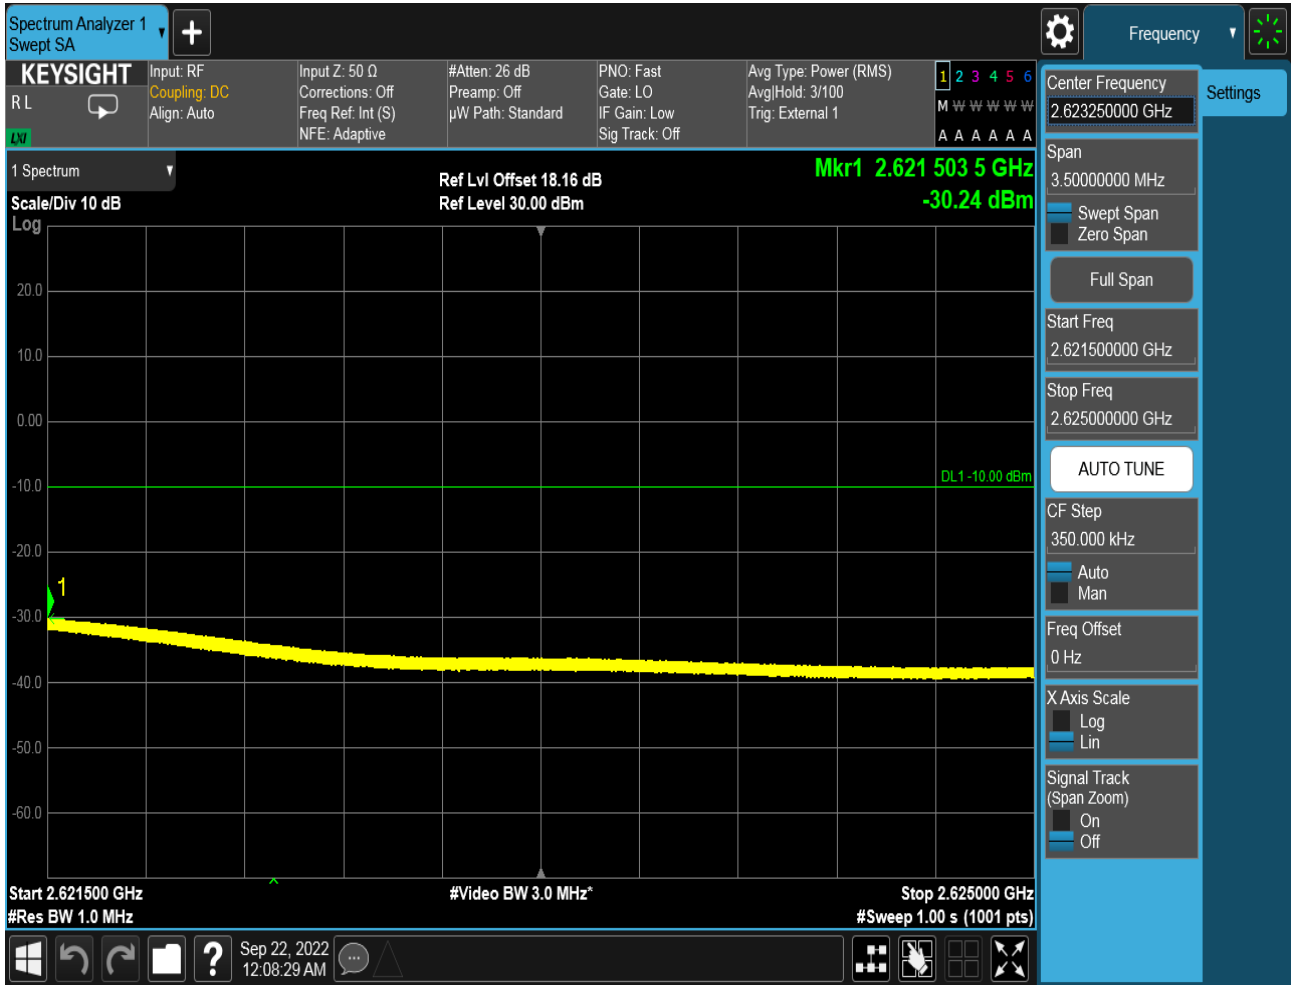 Spectrum Analyzer 1
Swept SA
Frequency
KEYSIGHT
R L
LXI
Input: RF
Coupling: DC
Align: Auto
Input Z: 50 Ω
Corrections: Off
Freq Ref: Int (S)
NFE: Adaptive
#Atten: 26 dB
Preamp: Off
µW Path: Standard
PNO: Fast
Gate: LO
IF Gain: Low
Sig Track: Off
Avg Type: Power (RMS)
Avg|Hold: 3/100
Trig: External 1
1 2 3 4 5 6
M W W W W W
A A A A A A
1 Spectrum
Scale/Div 10 dB
Log
Ref Lvl Offset 18.16 dB
Ref Level 30.00 dBm
Mkr1 2.621 503 5 GHz
-30.24 dBm
20.0
10.0
0.00
-10.0
-20.0
-30.0
-40.0
-50.0
-60.0
DL1 -10.00 dBm
1
Start 2.621500 GHz
#Res BW 1.0 MHz
#Video BW 3.0 MHz*
Stop 2.625000 GHz
#Sweep 1.00 s (1001 pts)
Sep 22, 2022
12:08:29 AM
Settings
Center Frequency
2.623250000 GHz
Span
3.50000000 MHz
Swept Span
Zero Span
Full Span
Start Freq
2.621500000 GHz
Stop Freq
2.625000000 GHz
AUTO TUNE
CF Step
350.000 kHz
Auto
Man
Freq Offset
0 Hz
X Axis Scale
Log
Lin
Signal Track
(Span Zoom)
On
Off